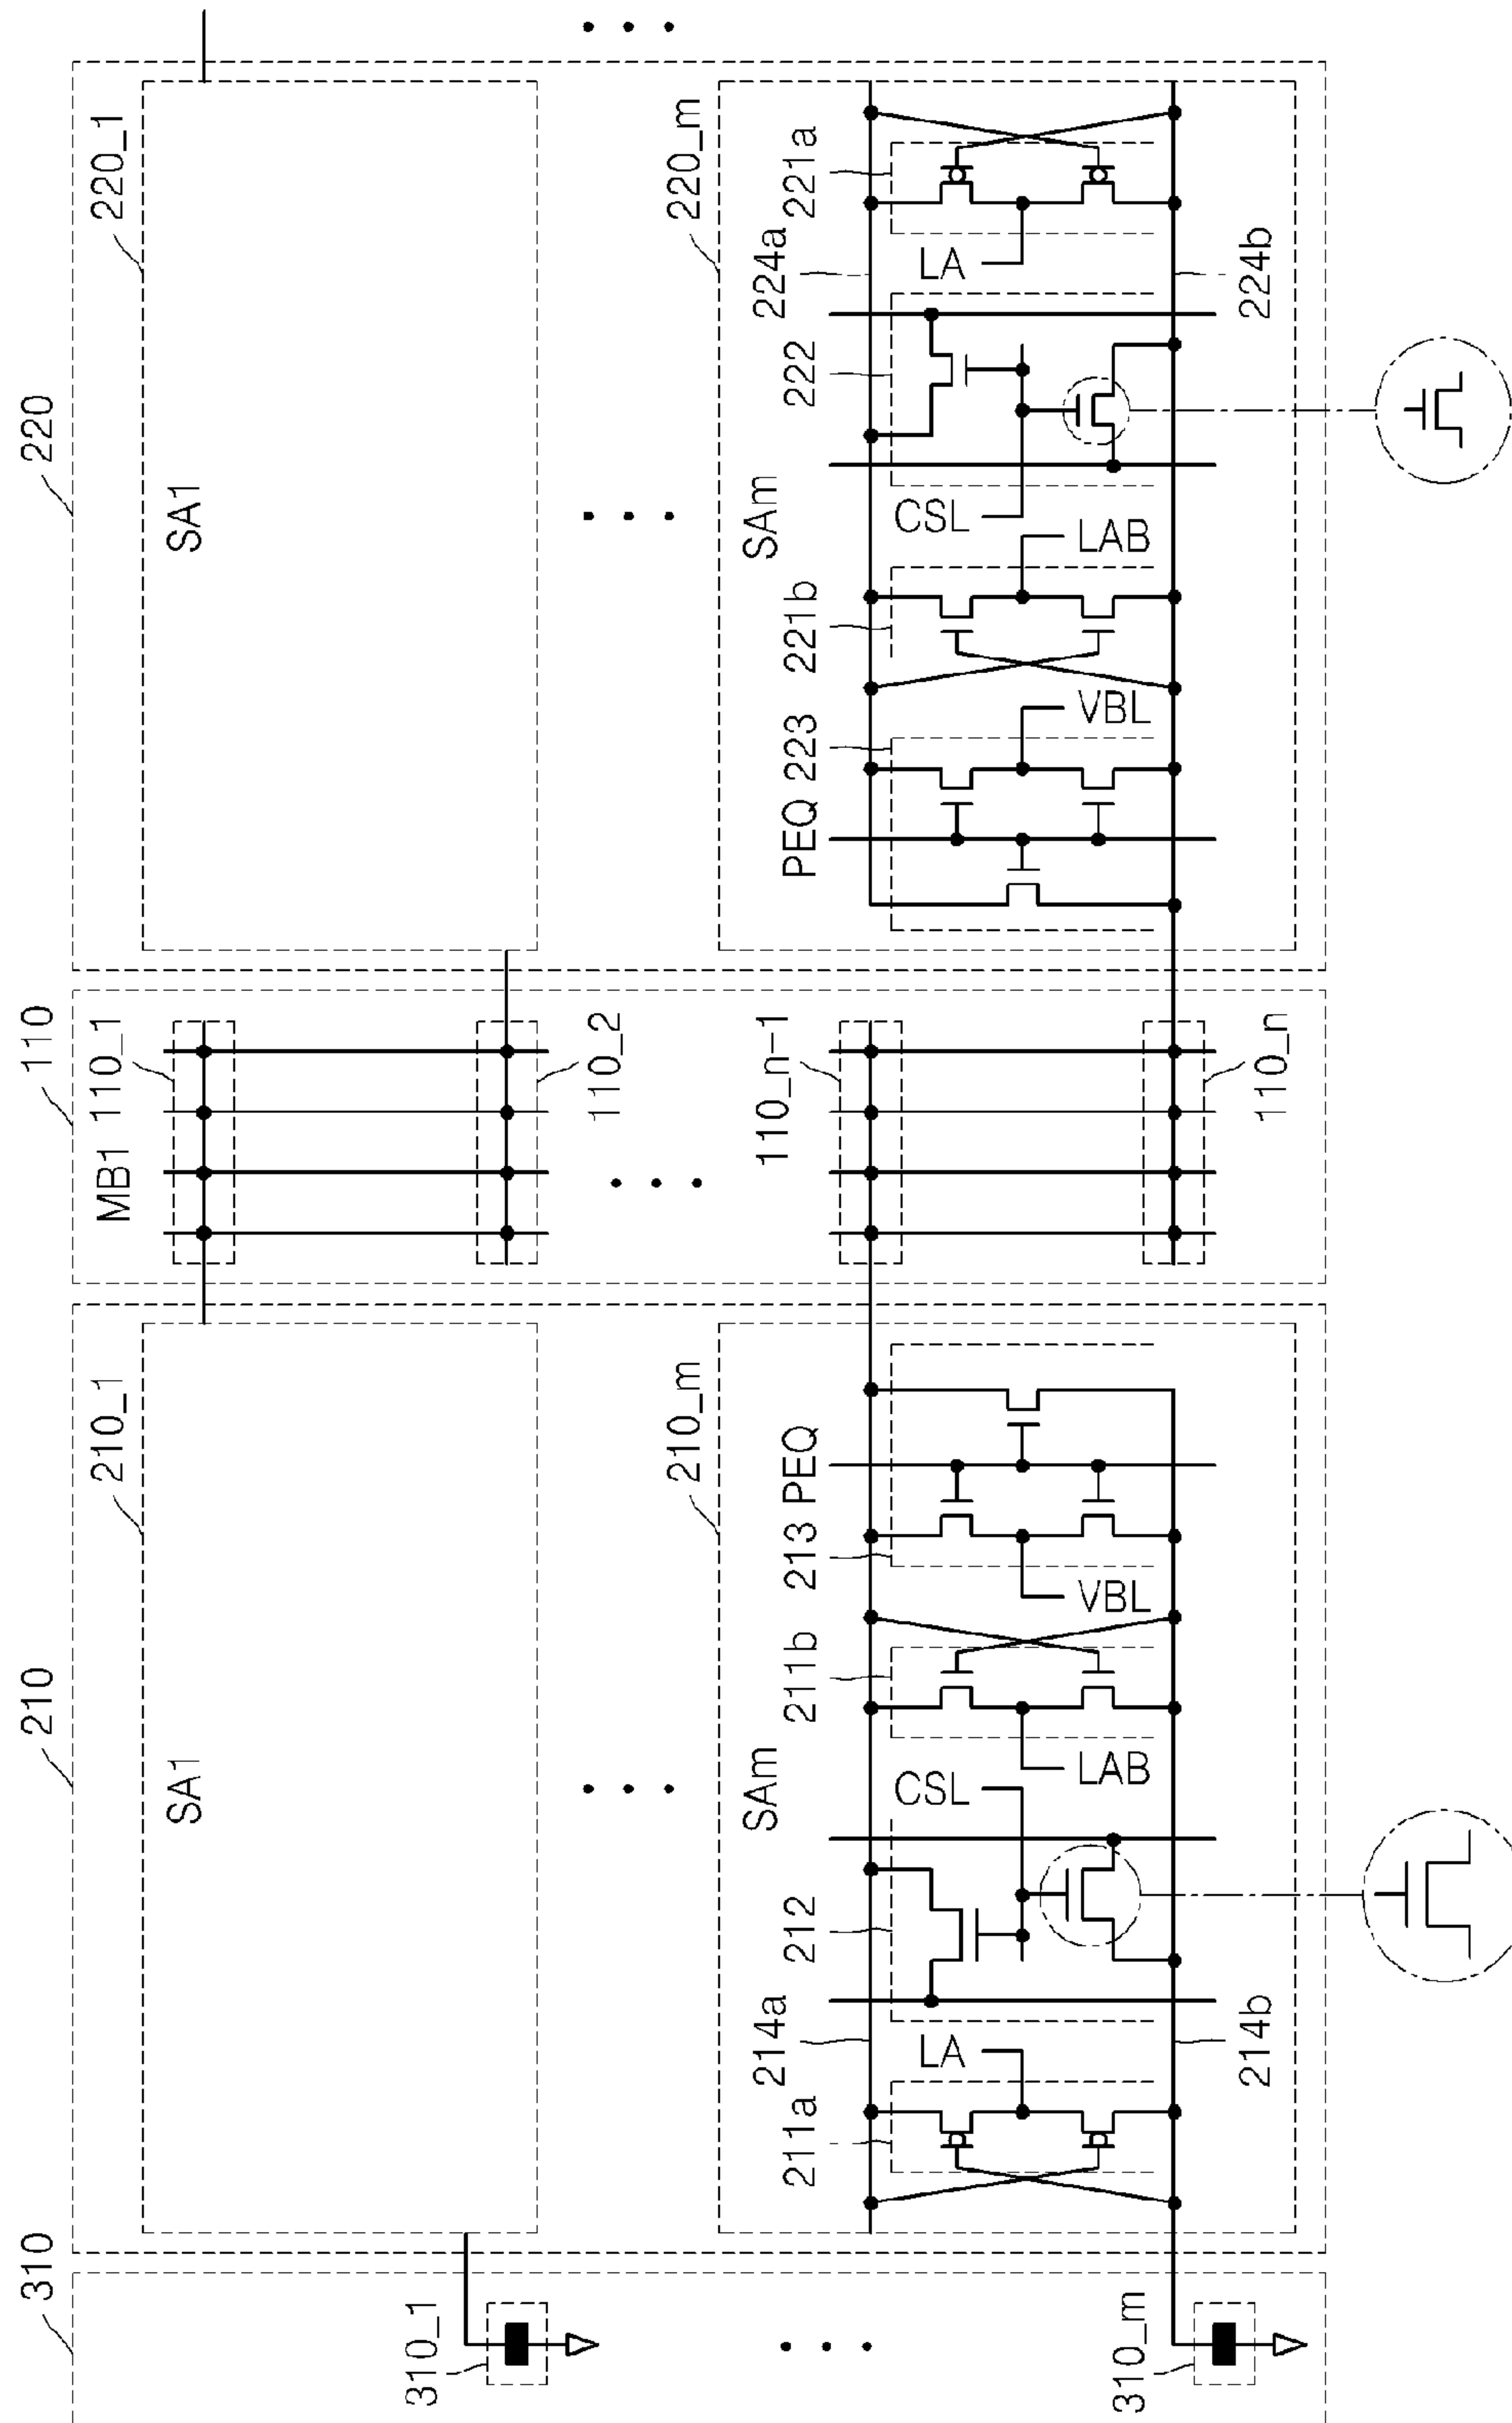 310
210
110
220
310_1
210_1
MB1
110_1
220_1
SA1
SA1
110_2
210_m
220_m
SAm
SAm
110_n-1
211a
214a
212
211b
213
PEQ
PEQ
223
221b
222
224a
221a
LA
CSL
CSL
LA
LAB
VBL
VBL
LAB
310_m
214b
110_n
224b